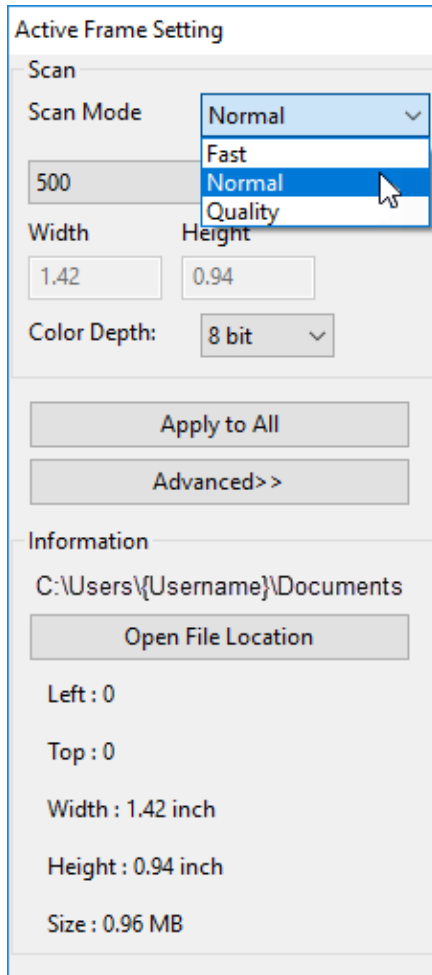 Active Frame Setting
Scan
Scan Mode Normal
Fast
500 Normal
Quality
Width Height
1.42 0.94
Color Depth: 8 bit
Apply to All
Advanced>>
Information
C:\Users\{Username}\Documents
Open File Location
Left : 0
Top : 0
Width : 1.42 inch
Height : 0.94 inch
Size : 0.96 MB